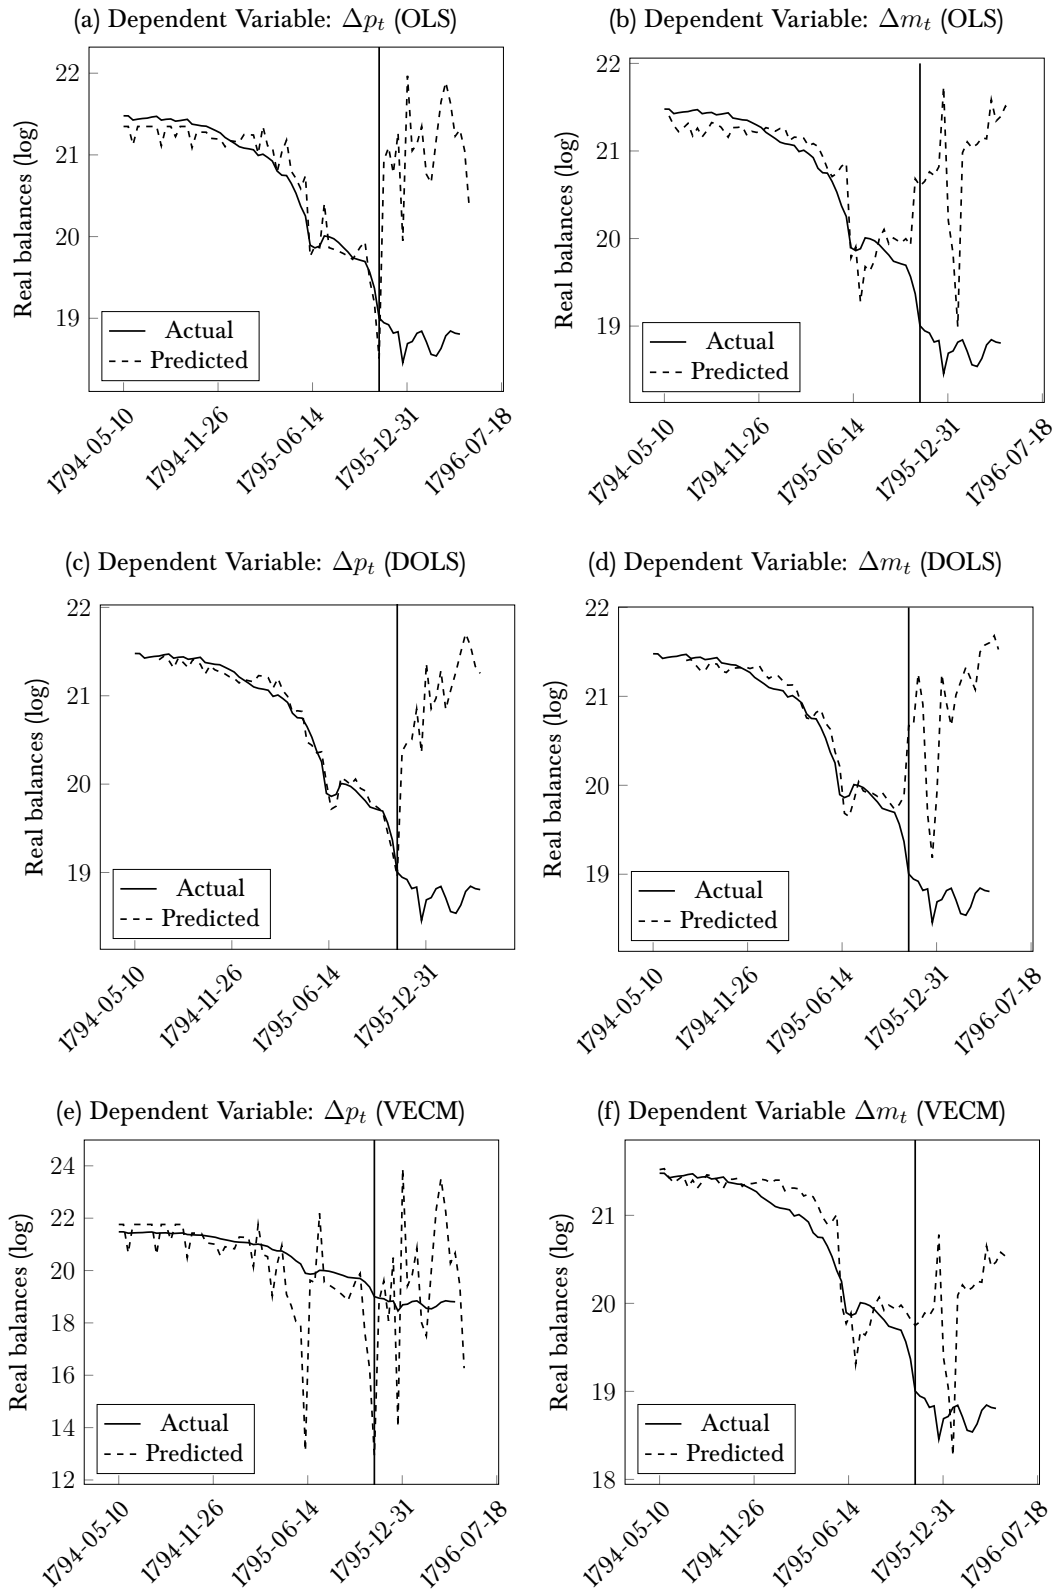 (a) Dependent Variable: Δp_t (OLS)
22
21
20
19
Real balances (log)
Actual
Predicted
1794-05-10
1794-11-26
1795-06-14
1795-12-31
1796-07-18
(b) Dependent Variable: Δm_t (OLS)
22
21
20
19
Real balances (log)
Actual
Predicted
1794-05-10
1794-11-26
1795-06-14
1795-12-31
1796-07-18
(c) Dependent Variable: Δp_t (DOLS)
22
21
20
19
Real balances (log)
Actual
Predicted
1794-05-10
1794-11-26
1795-06-14
1795-12-31
(d) Dependent Variable: Δm_t (DOLS)
22
21
20
19
Real balances (log)
Actual
Predicted
1794-05-10
1794-11-26
1795-06-14
1795-12-31
1796-07-18
(e) Dependent Variable: Δp_t (VECM)
24
22
20
18
16
14
12
Real balances (log)
Actual
Predicted
1794-05-10
1794-11-26
1795-06-14
1795-12-31
1796-07-18
(f) Dependent Variable Δm_t (VECM)
21
20
19
18
Real balances (log)
Actual
Predicted
1794-05-10
1794-11-26
1795-06-14
1795-12-31
1796-07-18